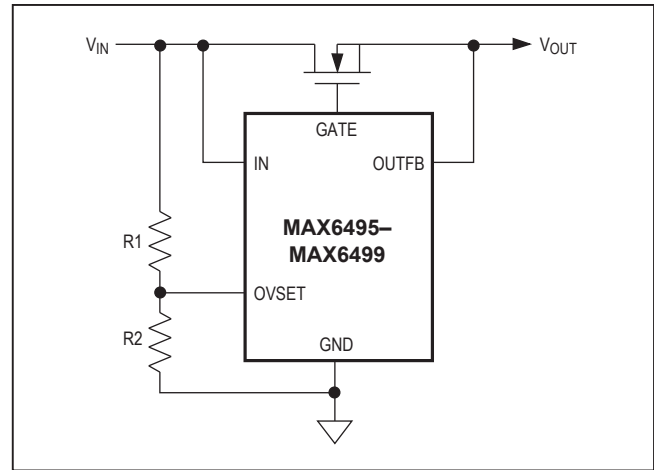 VIN
VOUT
GATE
IN
OUTFB
MAX6495–
MAX6499
R1
OVSET
R2
GND